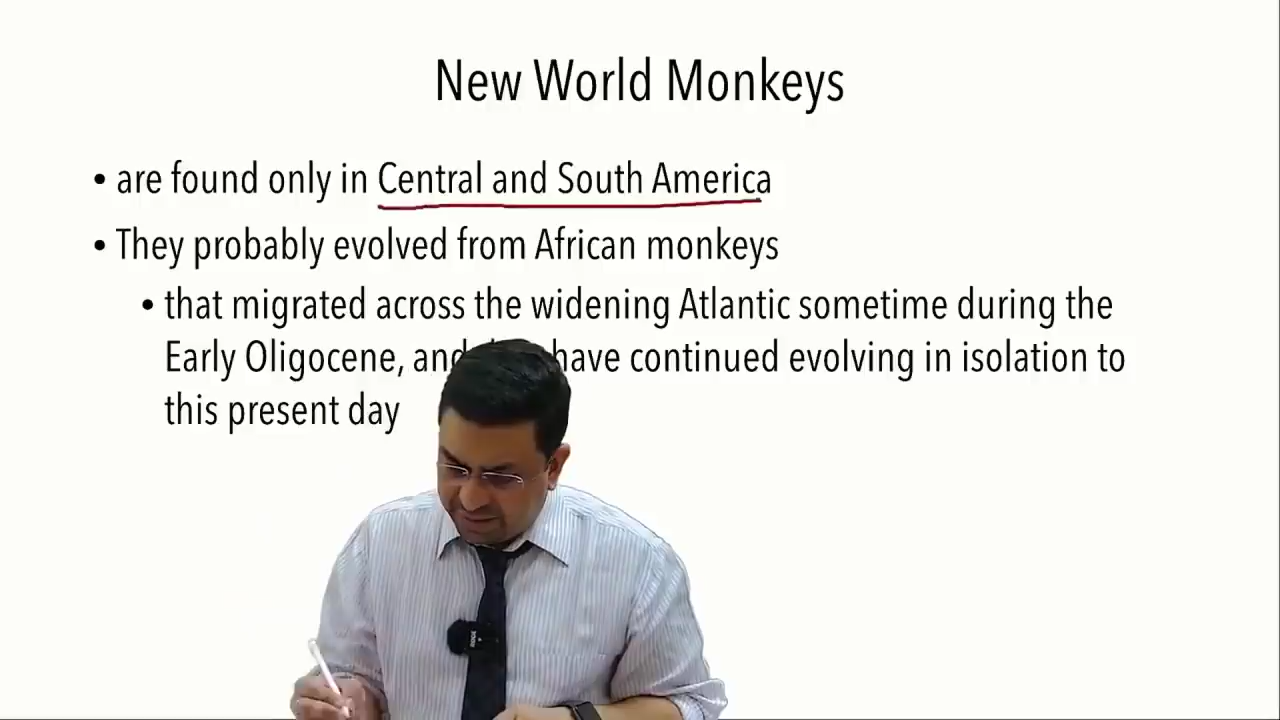 New World Monkeys
• are found only in Central and South America
• They probably evolved from African monkeys
• that migrated across the widening Atlantic sometime during the
Early Oligocene, and have continued evolving in isolation to
this present day